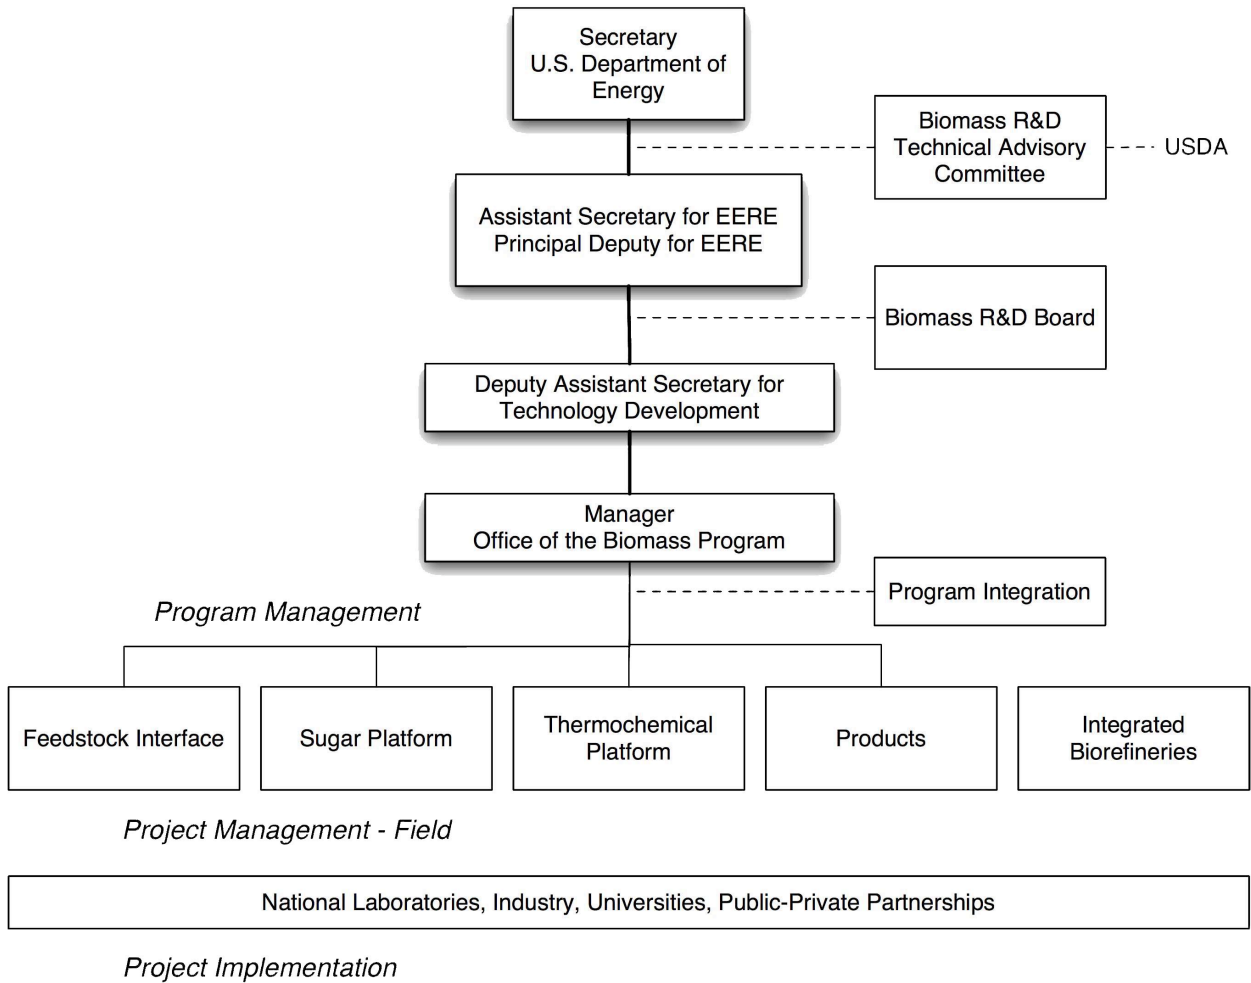 Secretary
U.S. Department of
Energy
Biomass R&D
Technical Advisory
Committee
USDA
Assistant Secretary for EERE
Principal Deputy for EERE
Biomass R&D Board
Deputy Assistant Secretary for
Technology Development
Manager
Office of the Biomass Program
Program Integration
Program Management
Feedstock Interface
Sugar Platform
Thermochemical
Platform
Products
Integrated
Biorefineries
Project Management - Field
National Laboratories, Industry, Universities, Public-Private Partnerships
Project Implementation